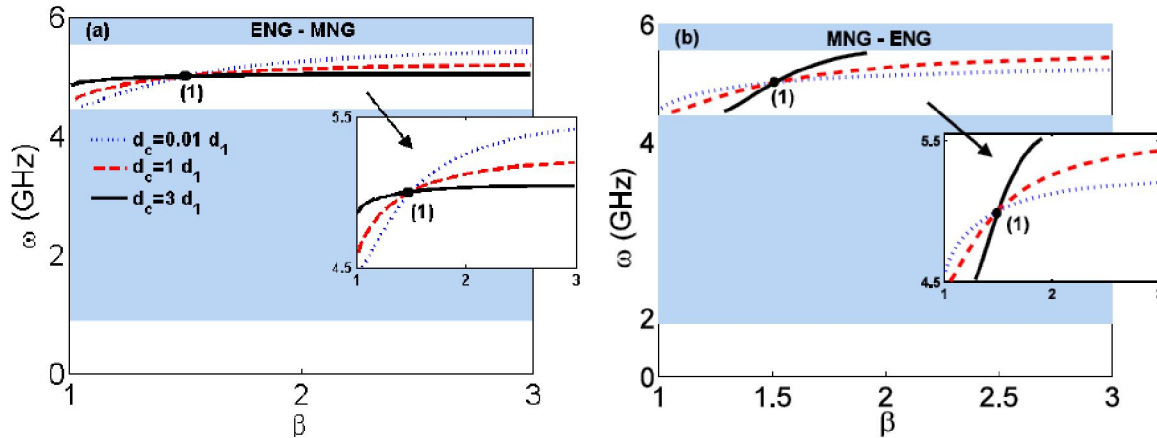 6
(a)
ENG - MNG
(1)
4
d_c=0.01 d_1
d_c=1 d_1
d_c=3 d_1
ω (GHz)
2
0
1
2
3
β
5.5
(1)
4.5
1
2
3
β
6
(b)
MNG - ENG
(1)
4
ω (GHz)
2
0
1
1.5
2
2.5
3
β
5.5
(1)
4.5
1
2
3